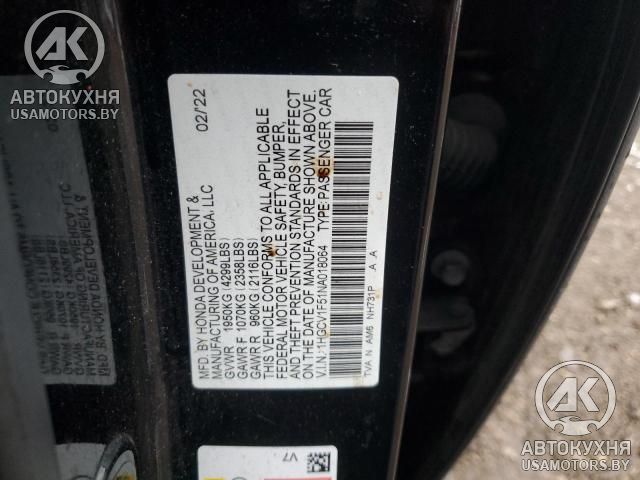 АВТОКУХНЯ
USAMOTORS.BY
02/22
MFD. BY HONDA DEVELOPMENT &
MANUFACTURING OF AMERICA, LLC
GVWR 1950KG (4299LBS)
GAWR F 1070KG (2358LBS)
GAWR R 960KG (2116LBS)
THIS VEHICLE CONFORMS TO ALL APPLICABLE
FEDERAL MOTOR VEHICLE SAFETY, BUMPER,
AND THEFT PREVENTION STANDARDS IN EFFECT
ON THE DATE OF MANUFACTURE SHOWN ABOVE.
V.I.N.:1HGCV1F51NA018064 TYPE:PASSENGER CAR
TVA N AM6 NH731P A A
V7
АВТОКУХНЯ
USAMOTORS.BY